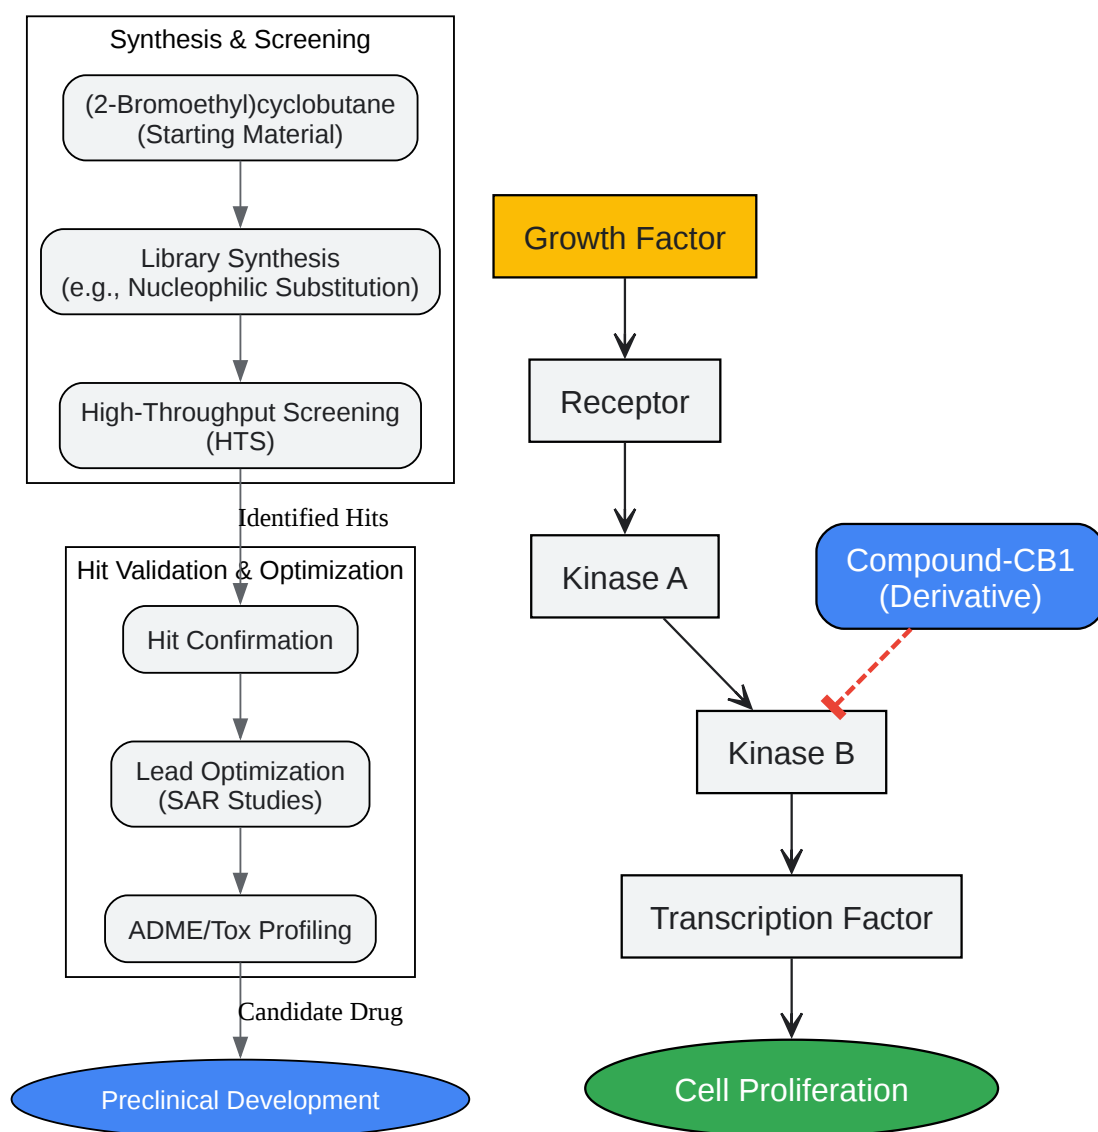 Synthesis & Screening
(2-Bromoethyl)cyclobutane
(Starting Material)
Library Synthesis
(e.g., Nucleophilic Substitution)
High-Throughput Screening
(HTS)
Identified Hits
Hit Validation & Optimization
Hit Confirmation
Lead Optimization
(SAR Studies)
ADME/Tox Profiling
Candidate Drug
Preclinical Development
Growth Factor
Receptor
Kinase A
Compound-CB1
(Derivative)
Kinase B
Transcription Factor
Cell Proliferation